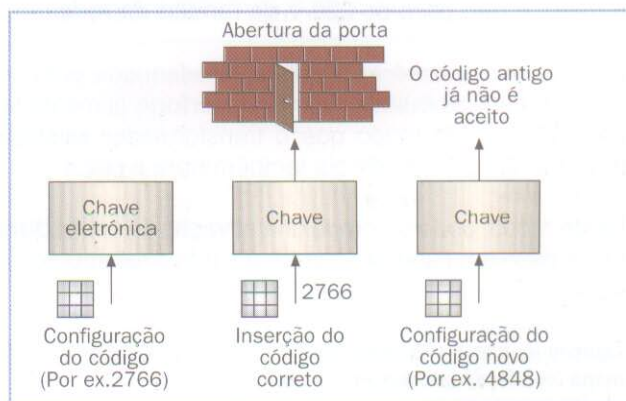 Abertura da porta
O código antigo
já não é
aceito
Chave
eletrónica
Chave
Chave
2766
Configuração
do código
(Por ex.2766)
Inserção do
código
correto
Configuração do
código novo
(Por ex. 4848)